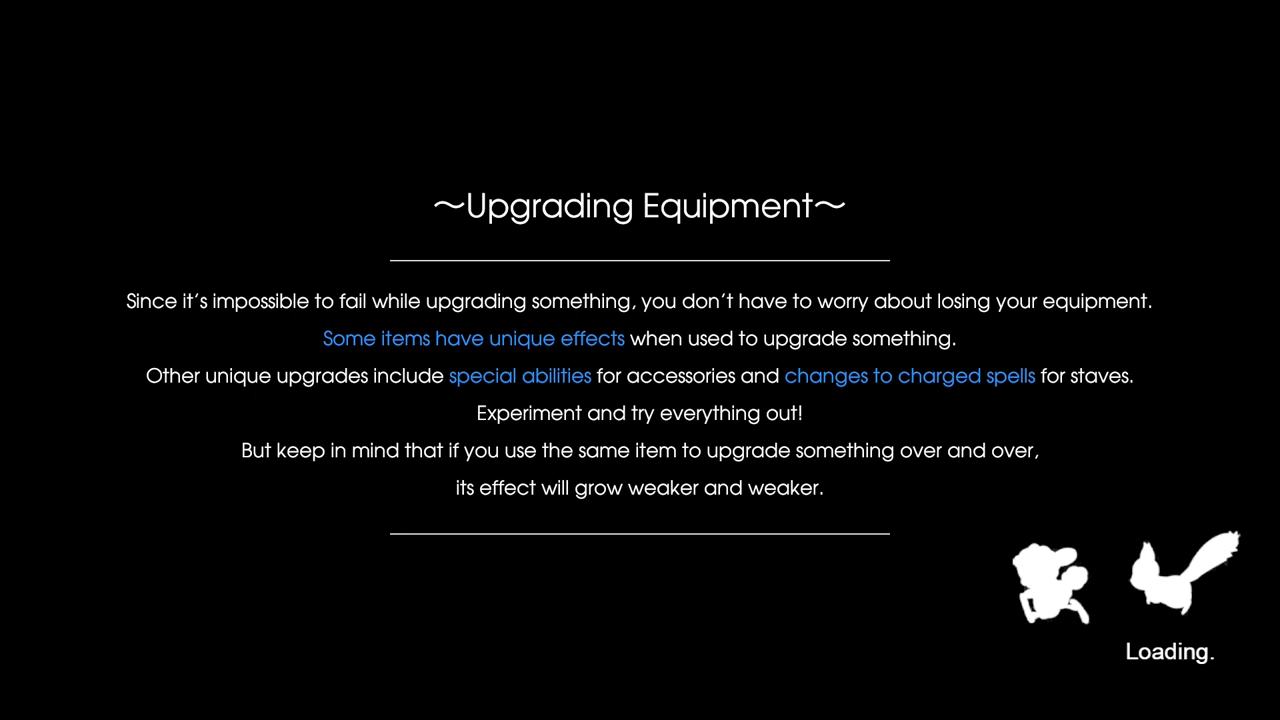 ～Upgrading Equipment～
Since it's impossible to fail while upgrading something, you don't have to worry about losing your equipment.
Some items have unique effects when used to upgrade something.
Other unique upgrades include special abilities for accessories and changes to charged spells for staves.
Experiment and try everything out!
But keep in mind that if you use the same item to upgrade something over and over,
its effect will grow weaker and weaker.
Loading.